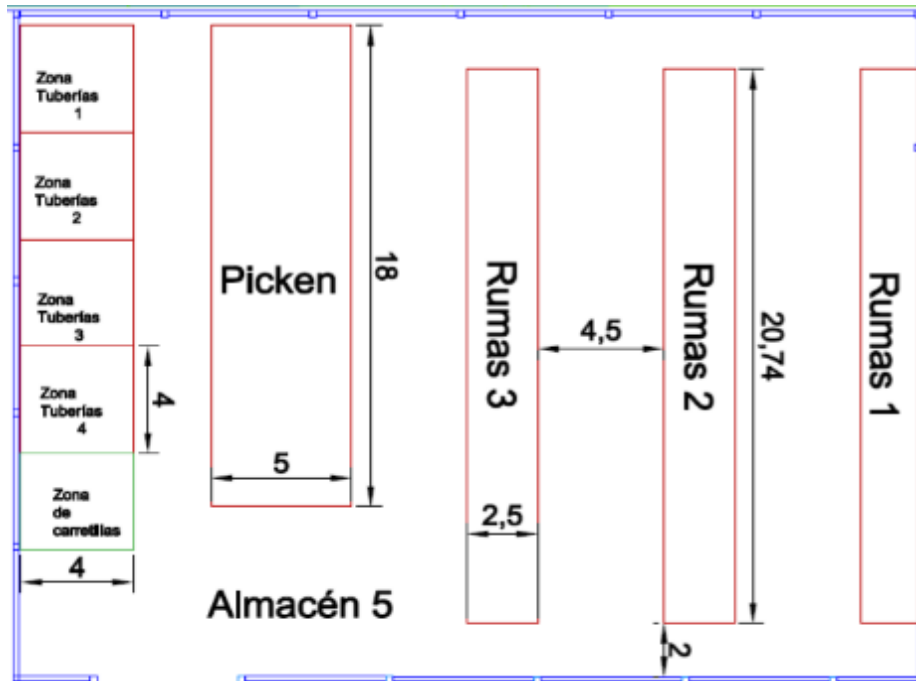 Zona
Tuberías
1
Zona
Tuberías
2
Zona
Tuberías
3
Zona
Tuberías
4
Zona
de
carretillas
4
4
Picken
18
5
Almacén 5
Rumas 3
2,5
4,5
Rumas 2
20,74
2
Rumas 1